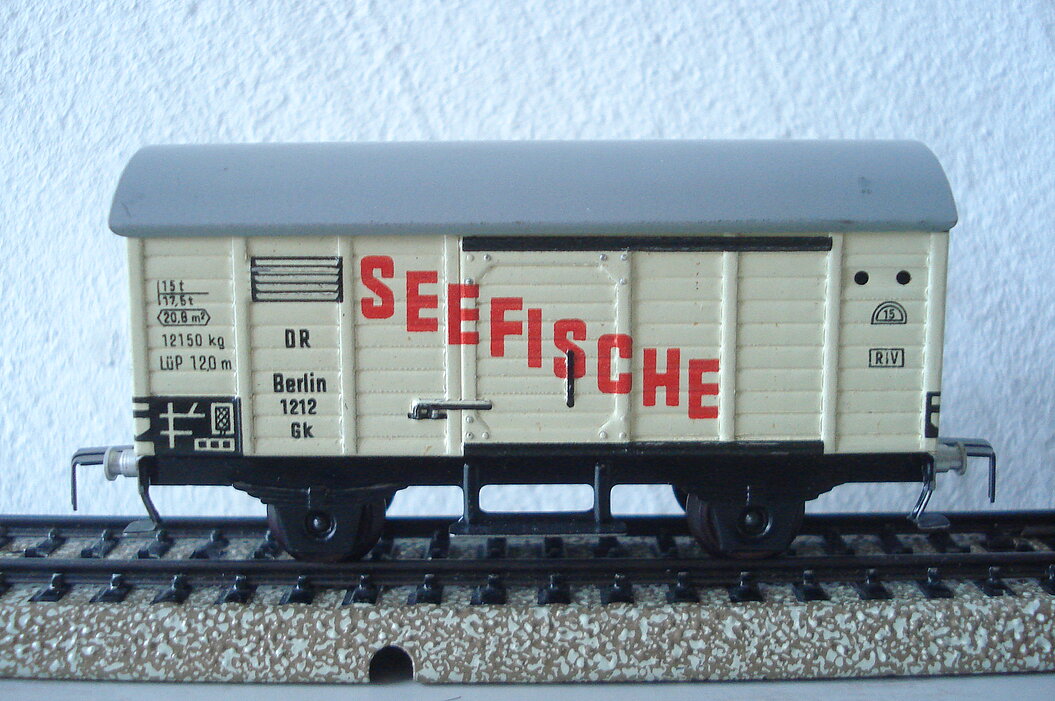 15 t
17,5 t
20,8 m²
12150 kg
LüP 12,0 m
DR
Berlin
1212
Gk
SEEFISCHE
15
RIV